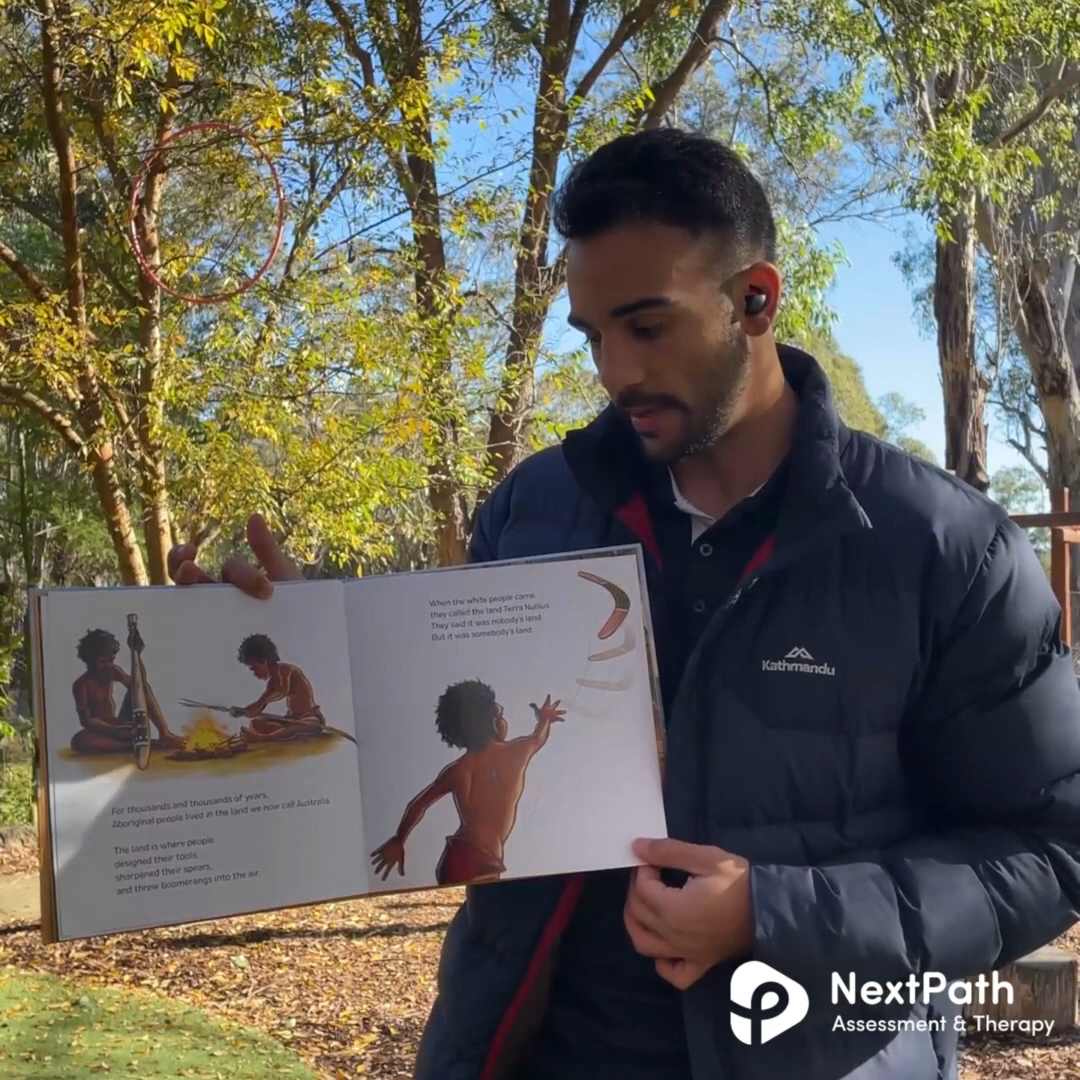 When the white people came,
they called the land Terra Nullius.
They said it was nobody's land.
But it was somebody's land.
For thousands and thousands of years,
Aboriginal people lived in the land we now call Australia.
The land is where people
designed their tools,
sharpened their spears,
and threw boomerangs into the air.
Kathmandu
NextPath
Assessment & Therapy